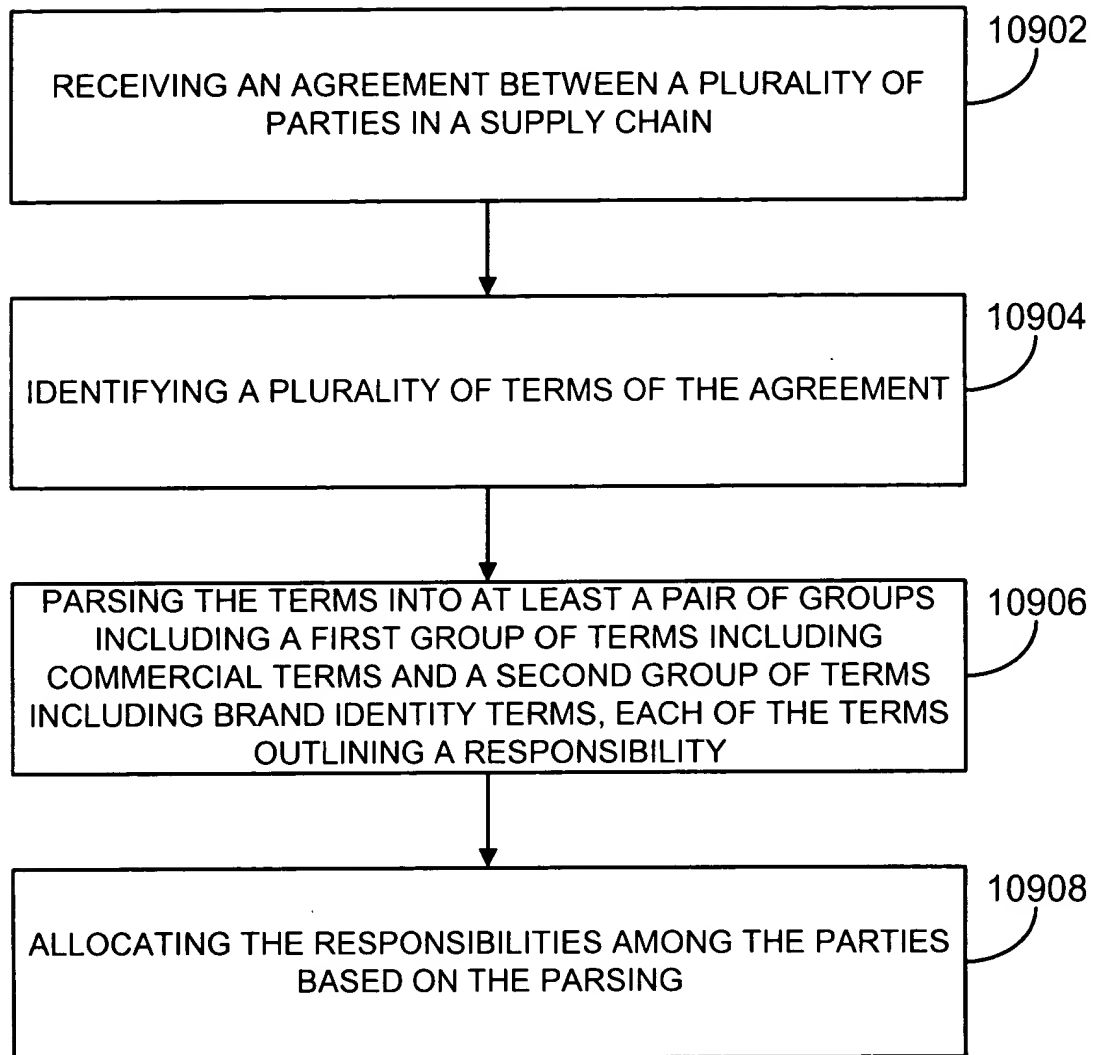 10902
RECEIVING AN AGREEMENT BETWEEN A PLURALITY OF
PARTIES IN A SUPPLY CHAIN
10904
IDENTIFYING A PLURALITY OF TERMS OF THE AGREEMENT
10906
PARSING THE TERMS INTO AT LEAST A PAIR OF GROUPS
INCLUDING A FIRST GROUP OF TERMS INCLUDING
COMMERCIAL TERMS AND A SECOND GROUP OF TERMS
INCLUDING BRAND IDENTITY TERMS, EACH OF THE TERMS
OUTLINING A RESPONSIBILITY
10908
ALLOCATING THE RESPONSIBILITIES AMONG THE PARTIES
BASED ON THE PARSING